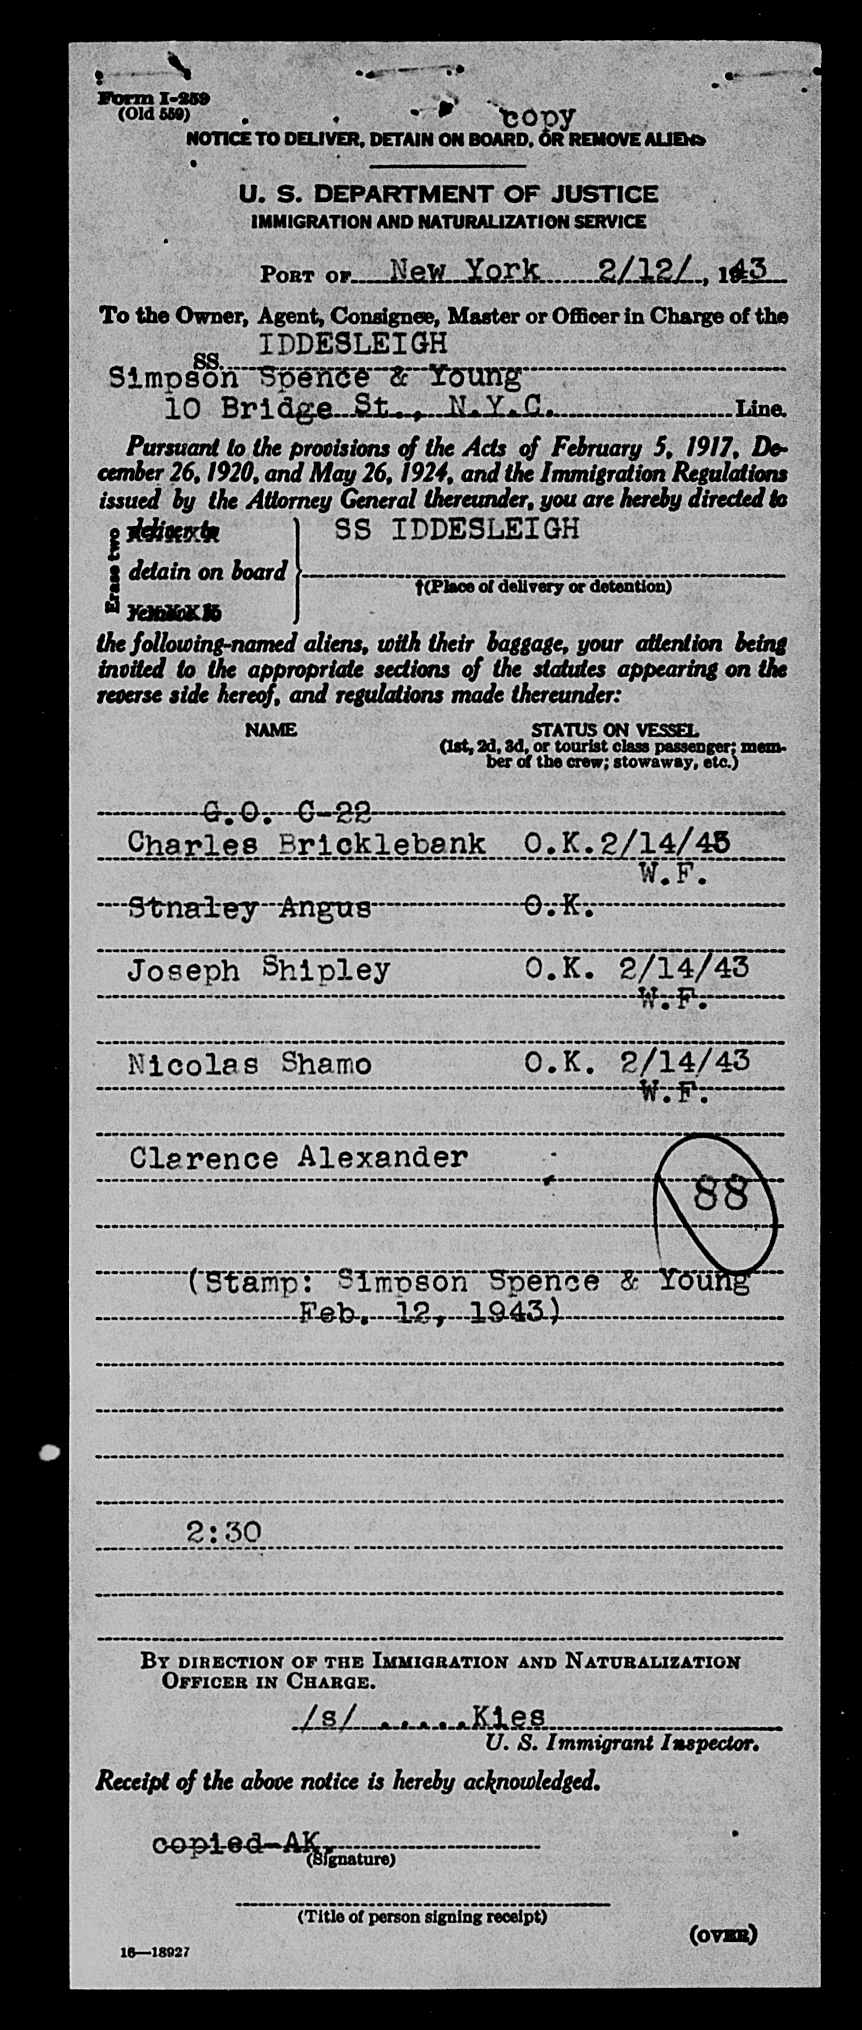 Form I-259
(Old 559)
copy
NOTICE TO DELIVER, DETAIN ON BOARD, OR REMOVE ALIENS
U. S. DEPARTMENT OF JUSTICE
IMMIGRATION AND NATURALIZATION SERVICE
PORT OF New York 2/12/, 1943
To the Owner, Agent, Consignee, Master or Officer in Charge of the
IDDESLEIGH
SS.
Simpson Spence & Young
10 Bridge St., N.Y.C. Line.
Pursuant to the provisions of the Acts of February 5, 1917, De-
cember 26, 1920, and May 26, 1924, and the Immigration Regulations
issued by the Attorney General thereunder, you are hereby directed to
Erase two
deliver to
SS IDDESLEIGH
detain on board
†(Place of delivery or detention)
the following-named aliens, with their baggage, your attention being
invited to the appropriate sections of the statutes appearing on the
reverse side hereof, and regulations made thereunder:
NAME STATUS ON VESSEL
(1st, 2d, 3d, or tourist class passenger; mem-
ber of the crew; stowaway, etc.)
G.O. C-22
Charles Bricklebank O.K.2/14/43
W.F.
Stnaley Angus O.K.
Joseph Shipley O.K. 2/14/43
W.F.
Nicolas Shamo O.K. 2/14/43
W.F.
Clarence Alexander
88
(Stamp: Simpson Spence & Young
Feb. 12, 1943)
2:30
BY DIRECTION OF THE IMMIGRATION AND NATURALIZATION
OFFICER IN CHARGE.
/s/ .....Kies
U. S. Immigrant Inspector.
Receipt of the above notice is hereby acknowledged.
copied-AK.
(Signature)
(Title of person signing receipt)
(OVER)
16—18927